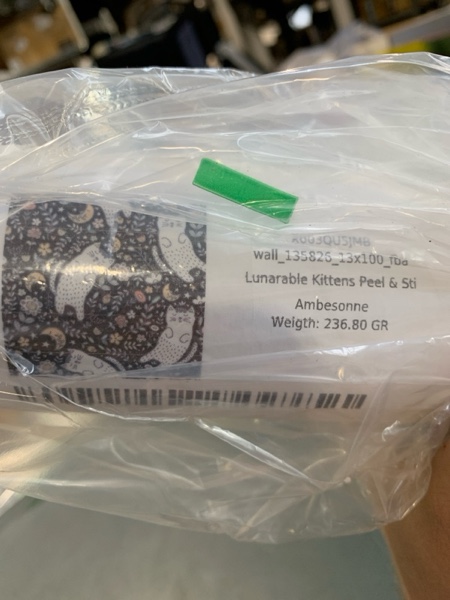 wall_135826_13x100_fba
Lunarable Kittens Peel & Sti
Ambesonne
Weigth: 236.80 GR